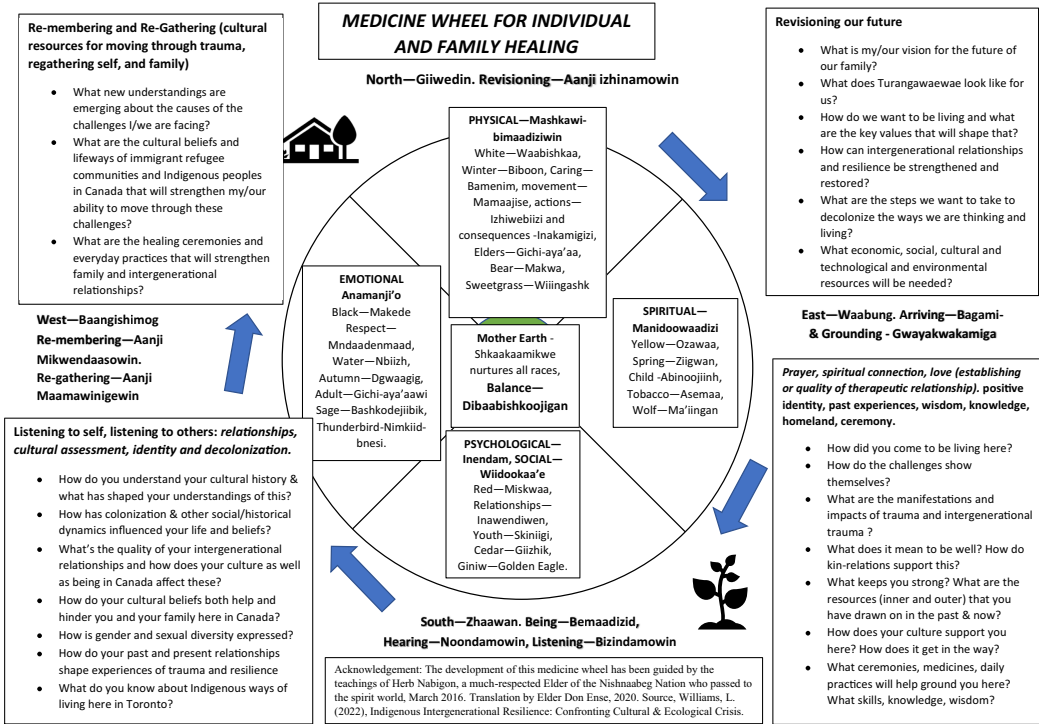 MEDICINE WHEEL FOR INDIVIDUAL
AND FAMILY HEALING
Re-membering and Re-Gathering (cultural
resources for moving through trauma,
regathering self, and family)
• What new understandings are
emerging about the causes of the
challenges I/we are facing?
• What are the cultural beliefs and
lifeways of immigrant refugee
communities and Indigenous peoples
in Canada that will strengthen my/our
ability to move through these
challenges?
• What are the healing ceremonies and
everyday practices that will strengthen
family and intergenerational
relationships?
North—Giiwedin. Revisioning—Aanji izhinamowin
Revisioning our future
• What is my/our vision for the future of
our family?
• What does Turangawaewae look like for
us?
• How do we want to be living and what
are the key values that will shape that?
• How can intergenerational relationships
and resilience be strengthened and
restored?
• What are the steps we want to take to
decolonize the ways we are thinking and
living?
• What economic, social, cultural and
technological and environmental
resources will be needed?
PHYSICAL—Mashkawi-
bimaadiziwin
White—Waabishkaa,
Winter—Biboon, Caring—
Bamenim, movement—
Mamaajise, actions—
Izhiwebiizi and
consequences -Inakamigizi,
Elders—Gichi-aya'aa,
Bear—Makwa,
Sweetgrass—Wiiingashk
EMOTIONAL
Anamanji'o
Black—Makede
Respect—
Mndaadenmaad,
Water—Nbiizh,
Autumn—Dgwaagig,
Adult—Gichi-aya'aawi
Sage—Bashkodejiibik,
Thunderbird-Nimkiid-
bnesi.
Mother Earth -
Shkaakaamikwe
nurtures all races,
Balance—
Dibaabishkoojigan
SPIRITUAL—
Manidoowaadizi
Yellow—Ozawaa,
Spring—Ziigwan,
Child -Abinoojiinh,
Tobacco—Asemaa,
Wolf—Ma'iingan
PSYCHOLOGICAL—
Inendam, SOCIAL—
Wiidookaa'e
Red—Miskwaa,
Relationships—
Inawendiwen,
Youth—Skiniigi,
Cedar—Giizhik,
Giniw—Golden Eagle.
West—Baangishimog
Re-membering—Aanji
Mikwendaasowin.
Re-gathering—Aanji
Maamawinigewin
East—Waabung. Arriving—Bagami-
& Grounding - Gwayakwakamiga
Listening to self, listening to others: relationships,
cultural assessment, identity and decolonization.
• How do you understand your cultural history &
what has shaped your understandings of this?
• How has colonization & other social/historical
dynamics influenced your life and beliefs?
• What's the quality of your intergenerational
relationships and how does your culture as well
as being in Canada affect these?
• How do your cultural beliefs both help and
hinder you and your family here in Canada?
• How is gender and sexual diversity expressed?
• How do your past and present relationships
shape experiences of trauma and resilience
• What do you know about Indigenous ways of
living here in Toronto?
Prayer, spiritual connection, love (establishing
or quality of therapeutic relationship). positive
identity, past experiences, wisdom, knowledge,
homeland, ceremony.
• How did you come to be living here?
• How do the challenges show
themselves?
• What are the manifestations and
impacts of trauma and intergenerational
trauma ?
• What does it mean to be well? How do
kin-relations support this?
• What keeps you strong? What are the
resources (inner and outer) that you
have drawn on in the past & now?
• How does your culture support you
here? How does it get in the way?
• What ceremonies, medicines, daily
practices will help ground you here?
What skills, knowledge, wisdom?
South—Zhaawan. Being—Bemaadizid,
Hearing—Noondamowin, Listening—Bizindamowin
Acknowledgement: The development of this medicine wheel has been guided by the
teachings of Herb Nabigon, a much-respected Elder of the Nishnaabeg Nation who passed to
the spirit world, March 2016. Translation by Elder Don Ense, 2020. Source, Williams, L.
(2022), Indigenous Intergenerational Resilience: Confronting Cultural & Ecological Crisis.